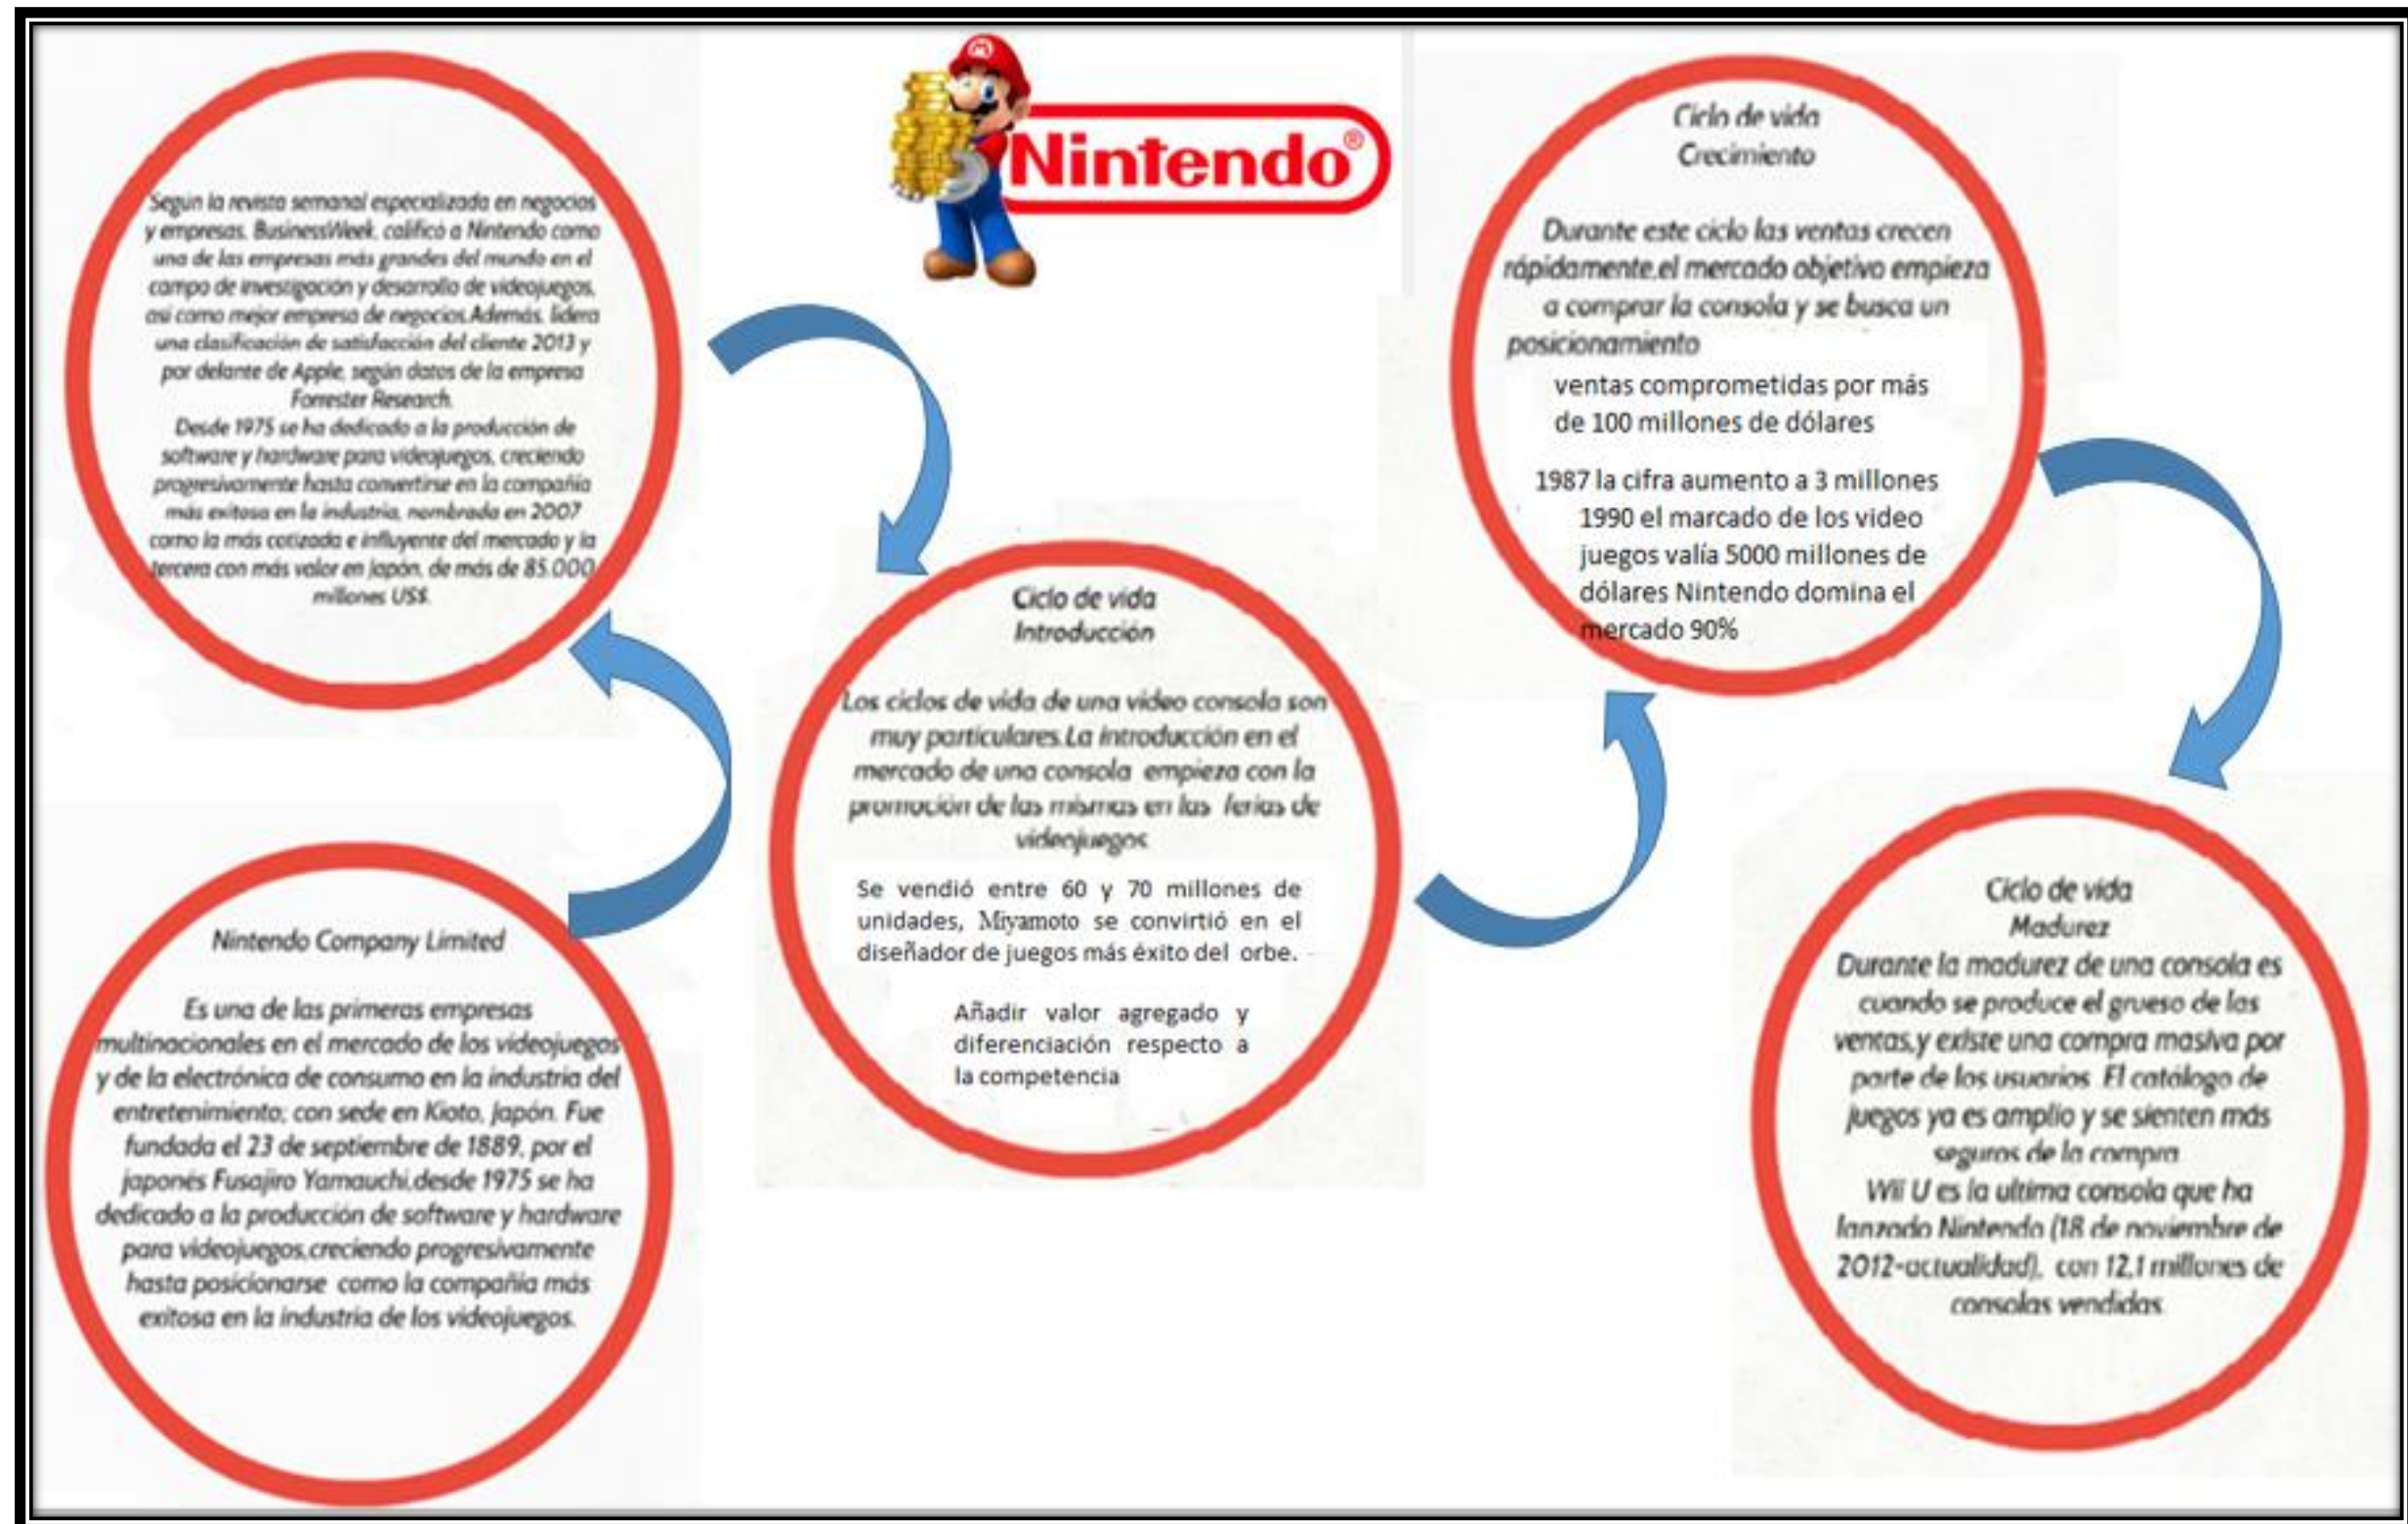 Nintendo®
Nintendo Company Limited
Es una de las primeras empresas
multinacionales en el mercado de los videojuegos
y de la electrónica de consumo en la industria del
entretenimiento; con sede en Kioto, Japón. Fue
fundada el 23 de septiembre de 1889, por el
japonés Fusajiro Yamauchi,desde 1975 se ha
dedicado a la producción de software y hardware
para videojuegos,creciendo progresivamente
hasta posicionarse como la compañía más
exitosa en la industria de los videojuegos.
Según la revista semanal especializada en negocios
y empresas, BusinessWeek, calificó a Nintendo como
una de las empresas más grandes del mundo en el
campo de investigación y desarrollo de videojuegos,
asi como mejor empresa de negocios.Además, lidera
una clasificación de satisfacción del cliente 2013 y
por delante de Apple, según datos de la empresa
Forrester Research.
Desde 1975 se ha dedicado a la producción de
software y hardware para videojuegos, creciendo
progresivamente hasta convertirse en la compañía
más exitosa en la industria, nombrada en 2007
como la más cotizada e influyente del mercado y la
tercera con más valor en Japón, de más de 85.000
millones US$.
Ciclo de vida
Introducción
Los ciclos de vida de una video consola son
muy particulares.La introducción en el
mercado de una consola empieza con la
promoción de las mismas en las ferias de
videojuegos.
Se vendió entre 60 y 70 millones de
unidades, Miyamoto se convirtió en el
diseñador de juegos más éxito del orbe.
Añadir valor agregado y
diferenciación respecto a
la competencia
Ciclo de vida
Crecimiento
Durante este ciclo las ventas crecen
rápidamente,el mercado objetivo empieza
a comprar la consola y se busca un
posicionamiento
ventas comprometidas por más
de 100 millones de dólares
1987 la cifra aumento a 3 millones
1990 el marcado de los video
juegos valía 5000 millones de
dólares Nintendo domina el
mercado 90%
Ciclo de vida
Madurez
Durante la madurez de una consola es
cuando se produce el grueso de las
ventas,y existe una compra masiva por
parte de los usuarios. El catálogo de
juegos ya es amplio y se sienten más
seguros de la compra
Wii U es la ultima consola que ha
lanzado Nintendo (18 de noviembre de
2012-actualidad), con 12,1 millones de
consolas vendidas.